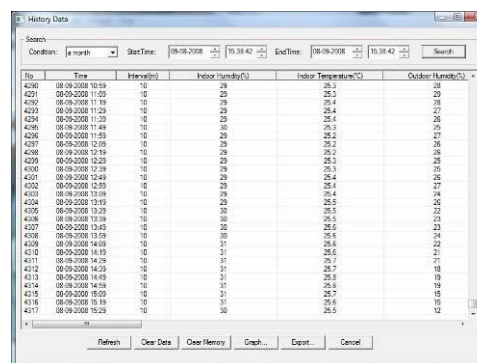 History Data
Search
Condition: a month StartTime: 09-08-2008 15:38:42 EndTime: 08-09-2008 15:38:42 Search
No Time Interval(m) Indoor Humidity(%) Indoor Temperature(°C) Outdoor Humidity(%)
4290 08-09-2008 10:59 10 29 25.3 28
4291 08-09-2008 11:09 10 29 25.3 28
4292 08-09-2008 11:19 10 29 25.4 28
4293 08-09-2008 11:29 10 29 25.4 27
4294 08-09-2008 11:39 10 29 25.4 26
4295 08-09-2008 11:49 10 30 25.3 25
4296 08-09-2008 11:59 10 29 25.2 27
4297 08-09-2008 12:09 10 29 25.2 26
4298 08-09-2008 12:19 10 29 25.2 26
4299 08-09-2008 12:29 10 29 25.3 25
4300 08-09-2008 12:39 10 29 25.3 25
4301 08-09-2008 12:49 10 29 25.4 26
4302 08-09-2008 12:59 10 29 25.4 27
4303 08-09-2008 13:09 10 29 25.4 24
4304 08-09-2008 13:19 10 29 25.5 26
4305 08-09-2008 13:29 10 30 25.5 22
4306 08-09-2008 13:39 10 30 25.5 23
4307 08-09-2008 13:49 10 30 25.6 23
4308 08-09-2008 13:59 10 30 25.6 24
4309 08-09-2008 14:09 10 31 25.6 22
4310 08-09-2008 14:19 10 31 25.6 21
4311 08-09-2008 14:29 10 31 25.7 21
4312 08-09-2008 14:39 10 31 25.7 18
4313 08-09-2008 14:49 10 31 25.8 19
4314 08-09-2008 14:59 10 31 25.8 19
4315 08-09-2008 15:09 10 31 25.7 15
4316 08-09-2008 15:19 10 31 25.6 15
4317 08-09-2008 15:29 10 30 25.5 12
Refresh Clear Data Clear Memory Graph... Export... Cancel